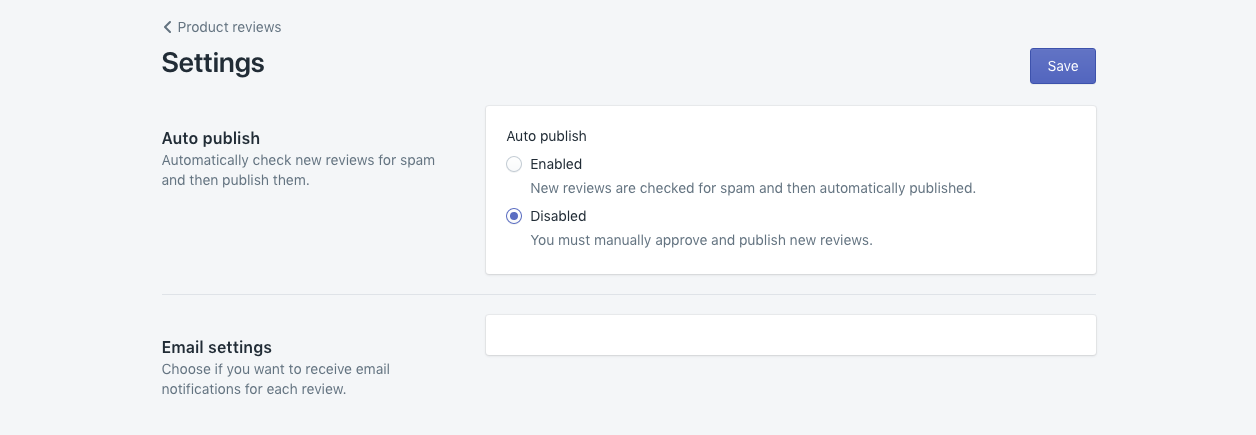 Product reviews
Settings
Save
Auto publish
Automatically check new reviews for spam
and then publish them.
Auto publish
Enabled
New reviews are checked for spam and then automatically published.
Disabled
You must manually approve and publish new reviews.
Email settings
Choose if you want to receive email
notifications for each review.